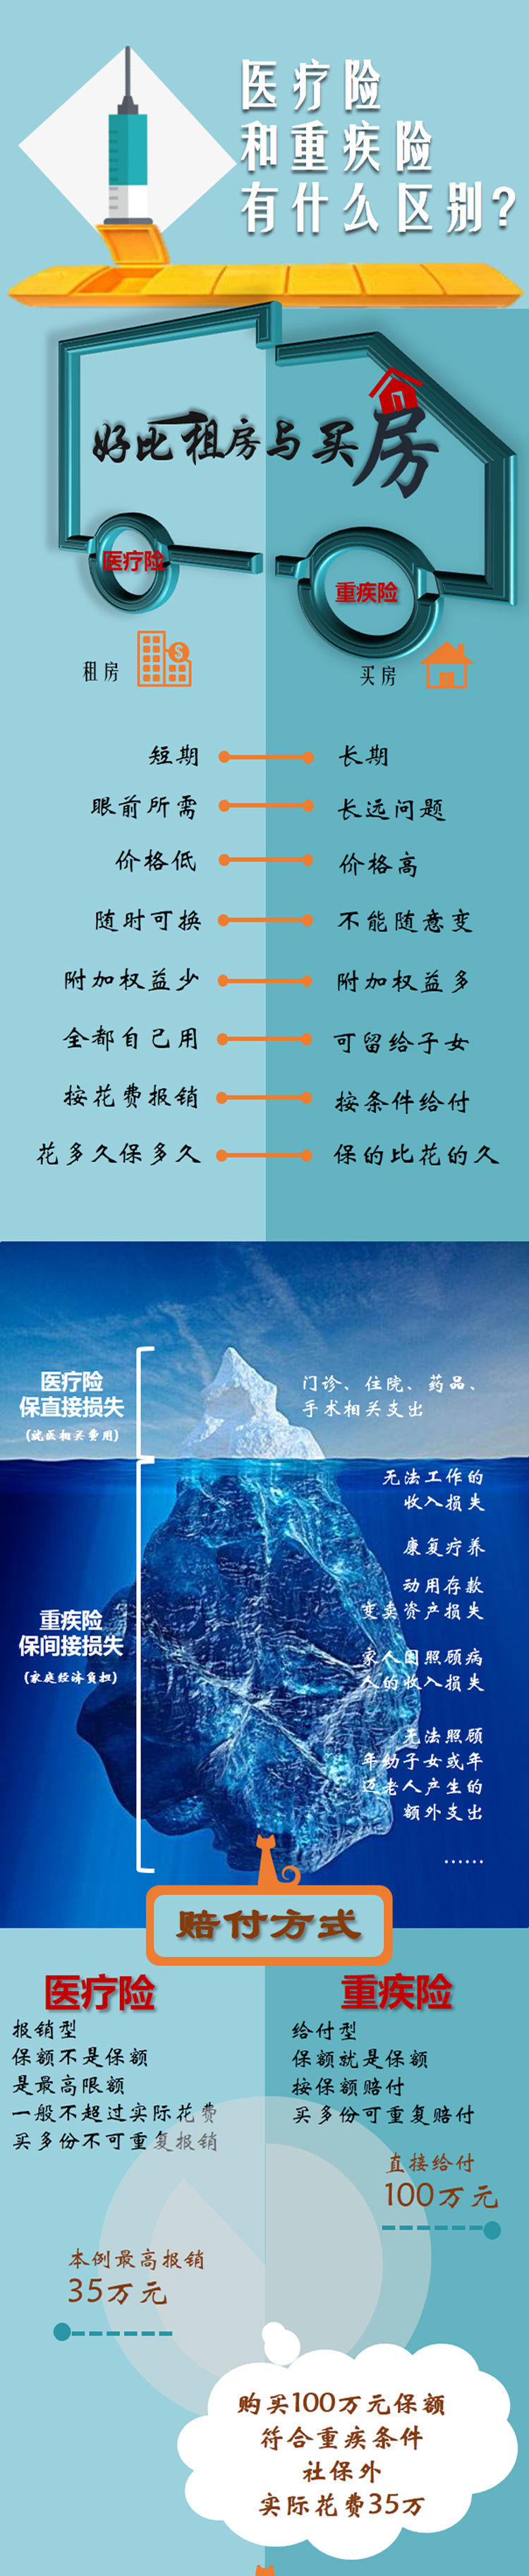 医疗险
和重疾险
有什么区别?
好比租房与买房
医疗险
重疾险
租房
买房
短期
长期
眼前所需
长远问题
价格低
价格高
随时可换
不能随意变
附加权益少
附加权益多
全都自己用
可留给子女
按花费报销
按条件给付
花多久保多久
保的比花的久
医疗险
保直接损失
(就医相关费用)
门诊、住院、药品、
手术相关支出
无法工作的
收入损失
康复疗养
动用存款
变卖资产损失
重疾险
保间接损失
(家庭经济负担)
家人因照顾病
人的收入损失
无法照顾
年幼子女或年
迈老人产生的
额外支出
……
赔付方式
医疗险
报销型
保额不是保额
是最高限额
一般不超过实际花费
买多份不可重复报销
重疾险
给付型
保额就是保额
按保额赔付
买多份可重复赔付
直接给付
100万元
本例最高报销
35万元
购买100万元保额
符合重疾条件
社保外
实际花费35万